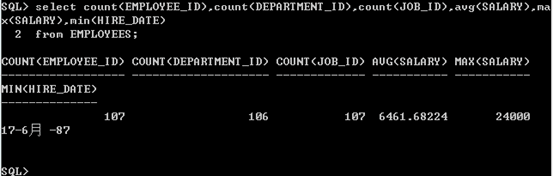 SQL> select count(EMPLOYEE_ID),count(DEPARTMENT_ID),count(JOB_ID),avg(SALARY),ma
x(SALARY),min(HIRE_DATE)
  2  from EMPLOYEES;
COUNT(EMPLOYEE_ID) COUNT(DEPARTMENT_ID) COUNT(JOB_ID) AVG(SALARY) MAX(SALARY)
------------------ -------------------- ------------- ----------- -----------
MIN(HIRE_DATE)
--------------
               107                  106           107  6461.68224       24000
17-6月 -87
SQL>